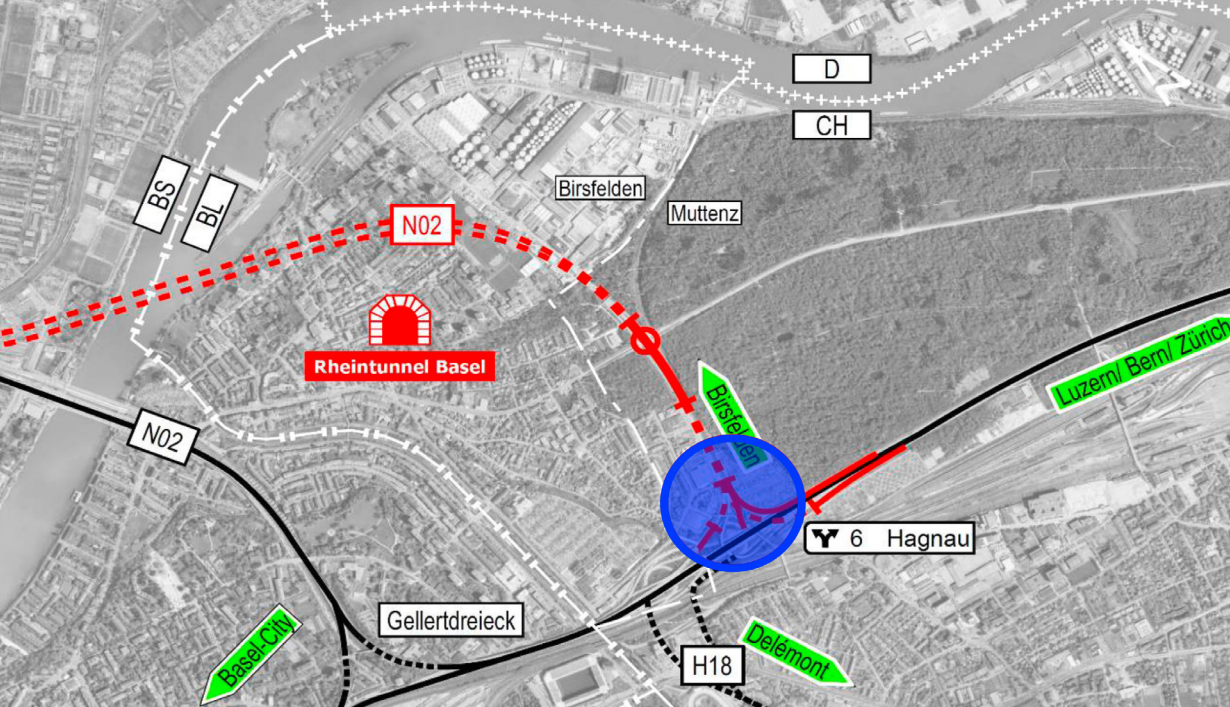 D
CH
BS
BL
Birsfelden
Muttenz
N02
Rheintunnel Basel
Birsfelden
Luzern/ Bern/ Zürich
N02
6 Hagnau
Gellertdreieck
Basel-City
Delémont
H18